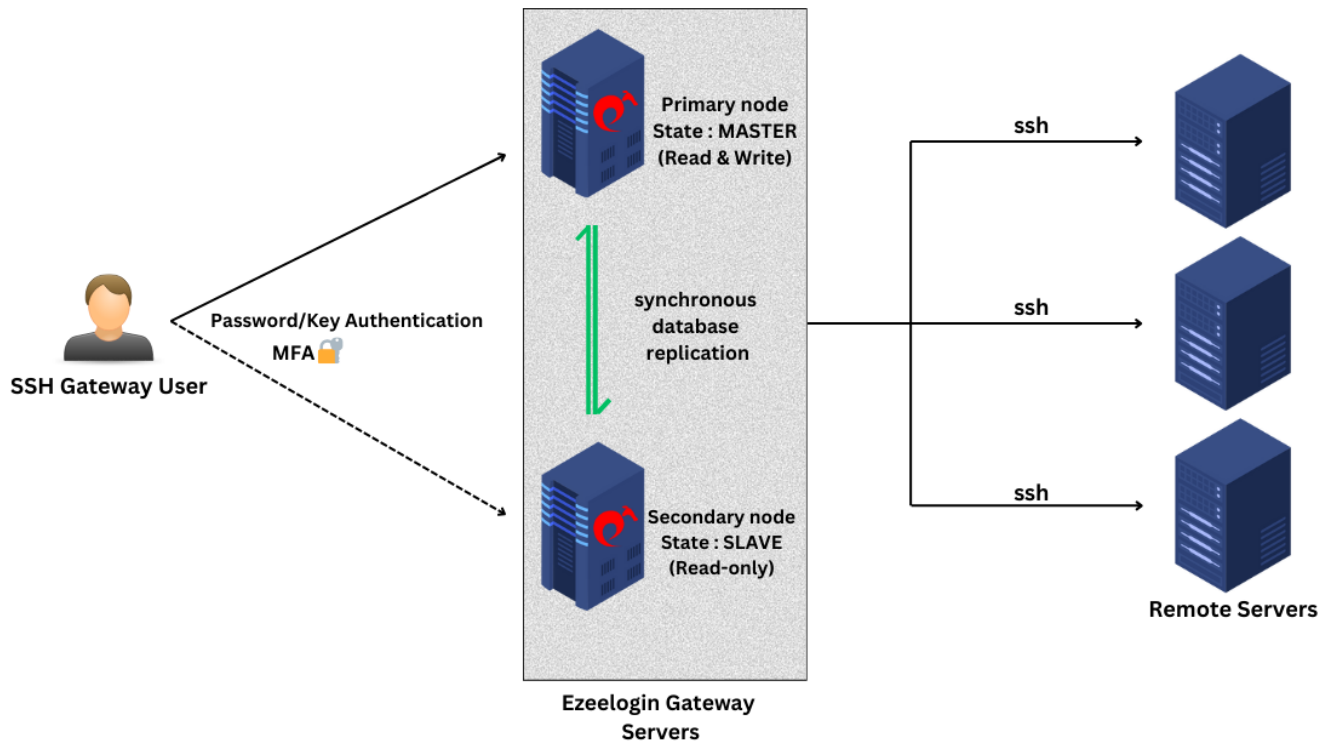 Primary node
State : MASTER
(Read & Write)
ssh
ssh
ssh
synchronous
database
replication
Password/Key Authentication
MFA
SSH Gateway User
Secondary node
State : SLAVE
(Read-only)
Remote Servers
Ezeelogin Gateway
Servers